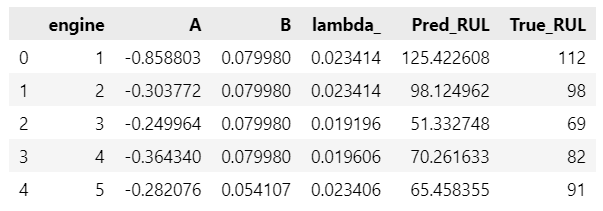 engine A B lambda_ Pred_RUL True_RUL
0 1 -0.858803 0.079980 0.023414 125.422608 112
1 2 -0.303772 0.079980 0.023414 98.124962 98
2 3 -0.249964 0.079980 0.019196 51.332748 69
3 4 -0.364340 0.079980 0.019606 70.261633 82
4 5 -0.282076 0.054107 0.023406 65.458355 91